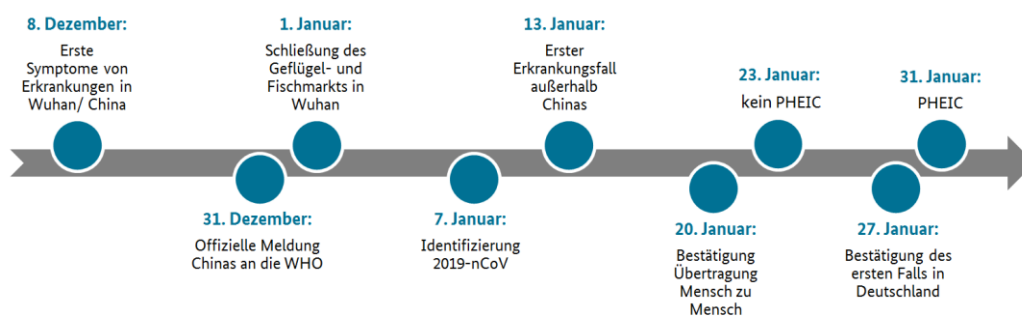 8. Dezember:
Erste
Symptome von
Erkrankungen in
Wuhan/ China
31. Dezember:
Offizielle Meldung
Chinas an die WHO
1. Januar:
Schließung des
Geflügel- und
Fischmarkts in
Wuhan
7. Januar:
Identifizierung
2019-nCoV
13. Januar:
Erster
Erkrankungsfall
außerhalb
Chinas
20. Januar:
Bestätigung
Übertragung
Mensch zu
Mensch
23. Januar:
kein PHEIC
27. Januar:
Bestätigung des
ersten Falls in
Deutschland
31. Januar:
PHEIC